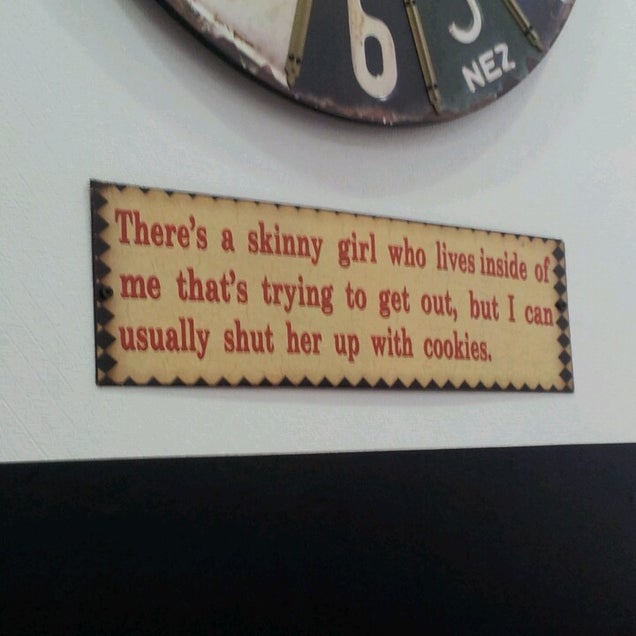 6
5
NEZ
There's a skinny girl who lives inside of
me that's trying to get out, but I can
usually shut her up with cookies.